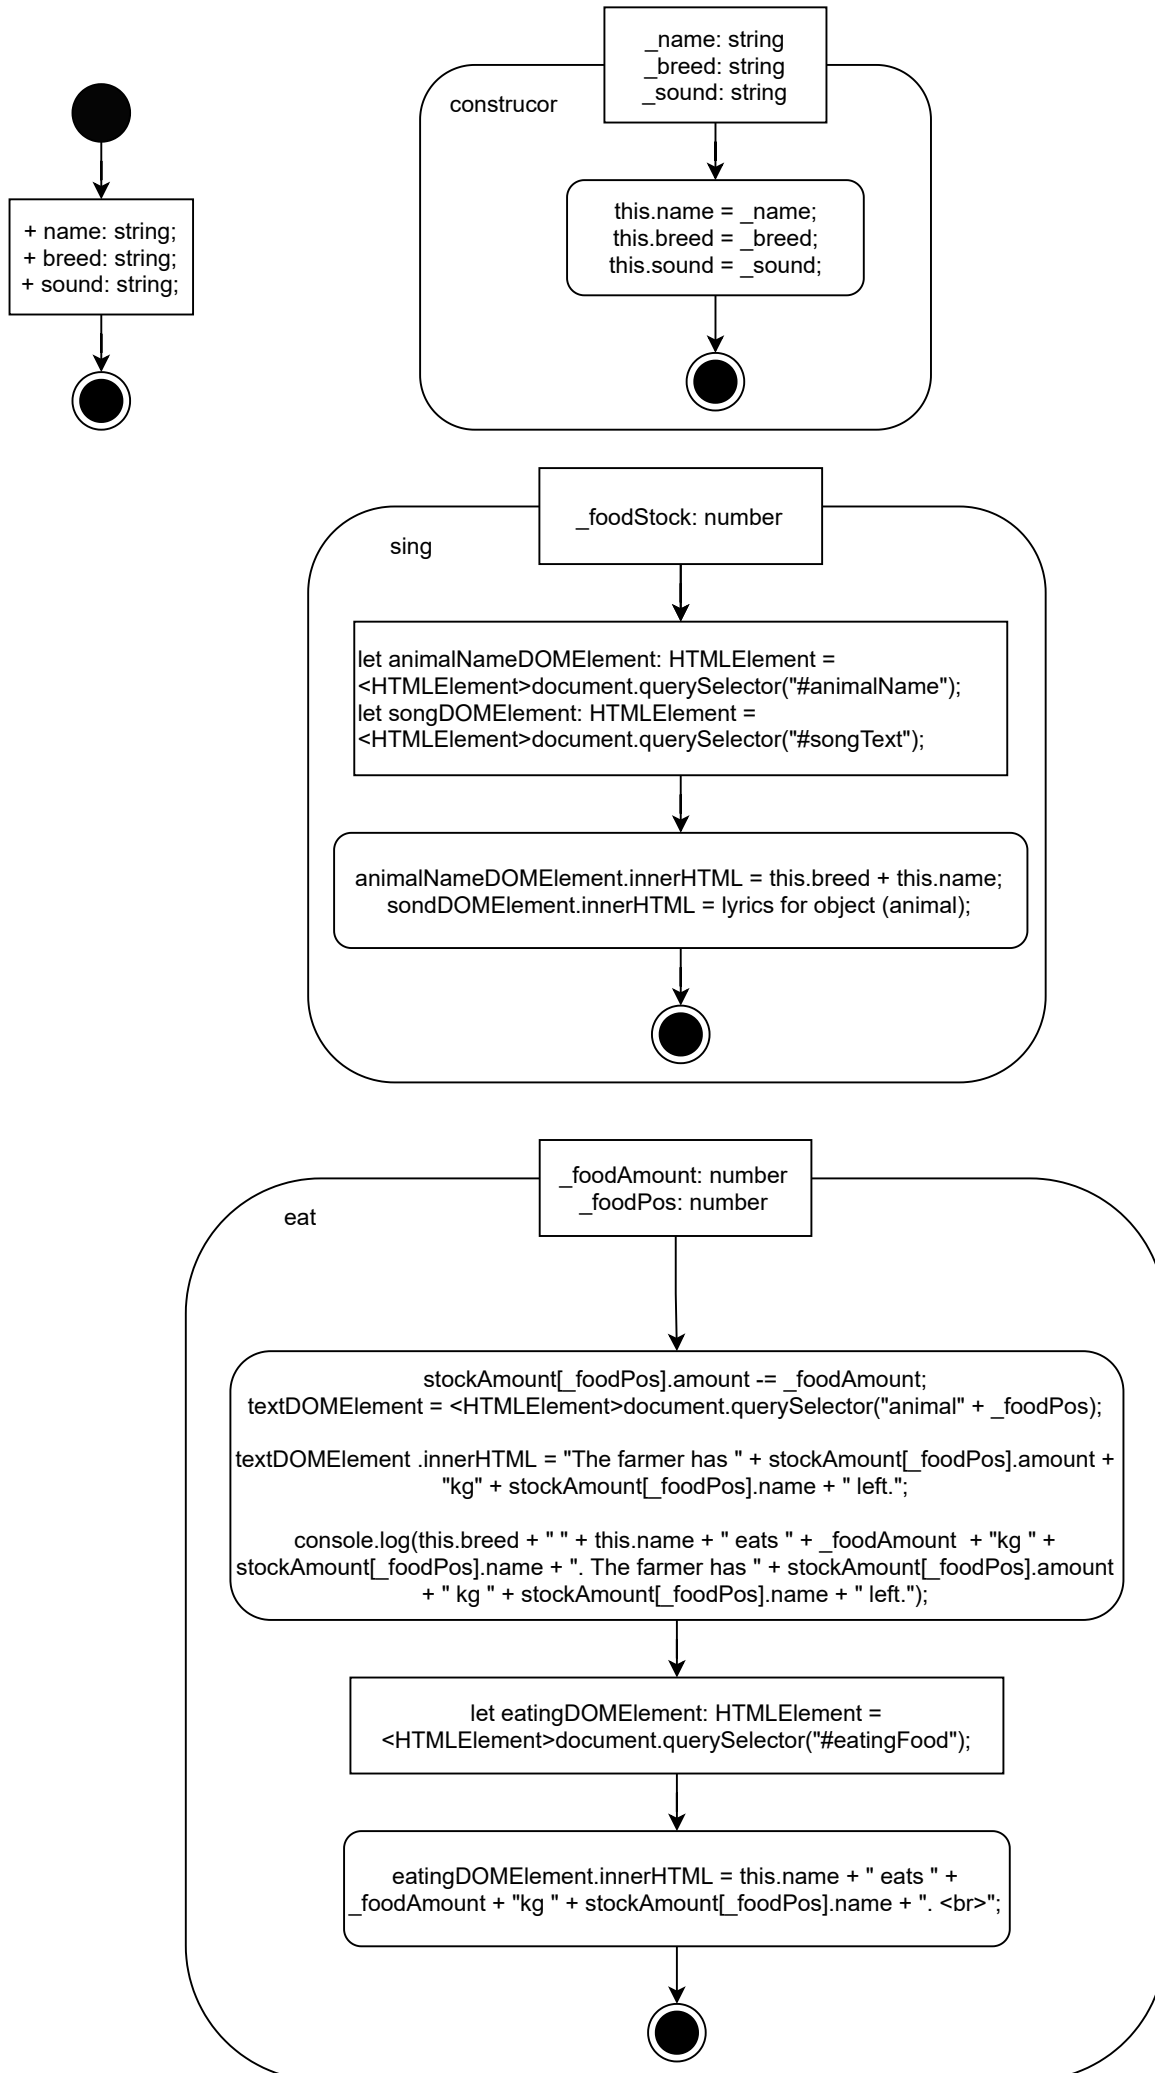 + name: string;
+ breed: string;
+ sound: string;
construcor
_name: string
_breed: string
_sound: string
this.name = _name;
this.breed = _breed;
this.sound = _sound;
sing
_foodStock: number
let animalNameDOMElement: HTMLElement =
<HTMLElement>document.querySelector("#animalName");
let songDOMElement: HTMLElement =
<HTMLElement>document.querySelector("#songText");
animalNameDOMElement.innerHTML = this.breed + this.name;
sondDOMElement.innerHTML = lyrics for object (animal);
eat
_foodAmount: number
_foodPos: number
stockAmount[_foodPos].amount -= _foodAmount;
textDOMElement = <HTMLElement>document.querySelector("animal" + _foodPos);
textDOMElement .innerHTML = "The farmer has " + stockAmount[_foodPos].amount +
"kg" + stockAmount[_foodPos].name + " left.";
console.log(this.breed + " " + this.name + " eats " + _foodAmount  + "kg " +
stockAmount[_foodPos].name + ". The farmer has " + stockAmount[_foodPos].amount
+ " kg " + stockAmount[_foodPos].name + " left.");
let eatingDOMElement: HTMLElement =
<HTMLElement>document.querySelector("#eatingFood");
eatingDOMElement.innerHTML = this.name + " eats " +
_foodAmount + "kg " + stockAmount[_foodPos].name + ". <br>";